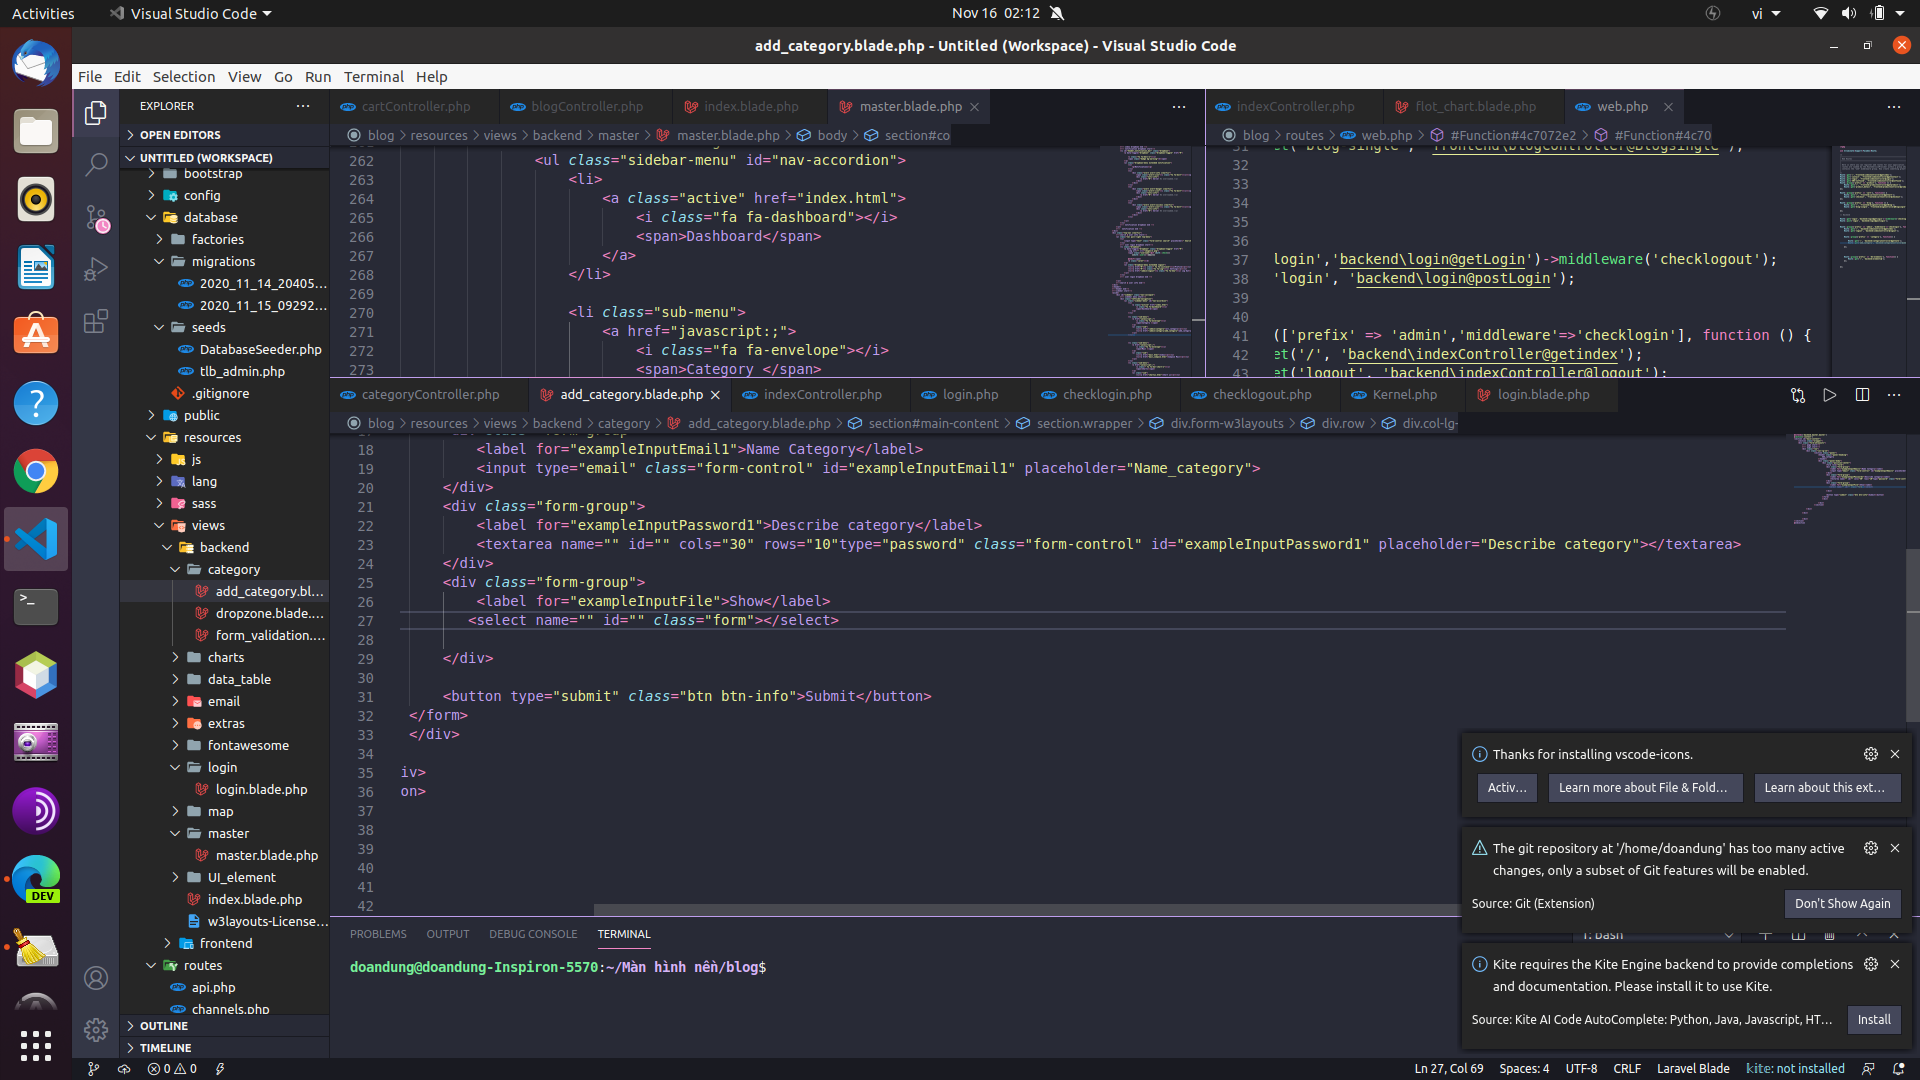 Activities
Visual Studio Code
Nov 16 02:12
vi
add_category.blade.php - Untitled (Workspace) - Visual Studio Code
File Edit Selection View Go Run Terminal Help
EXPLORER
OPEN EDITORS
UNTITLED (WORKSPACE)
bootstrap
config
database
factories
migrations
2020_11_14_20405...
2020_11_15_09292...
seeds
DatabaseSeeder.php
tlb_admin.php
.gitignore
public
resources
js
lang
sass
views
backend
category
add_category.bl...
dropzone.blade....
form_validation....
charts
data_table
email
extras
fontawesome
login
login.blade.php
map
master
master.blade.php
UI_element
index.blade.php
w3layouts-License...
frontend
routes
api.php
channels.php
OUTLINE
TIMELINE
cartController.php blogController.php index.blade.php master.blade.php
blog > resources > views > backend > master > master.blade.php > body > section#co
262 <ul class="sidebar-menu" id="nav-accordion">
263 <li>
264 <a class="active" href="index.html">
265 <i class="fa fa-dashboard"></i>
266 <span>Dashboard</span>
267 </a>
268 </li>
269
270 <li class="sub-menu">
271 <a href="javascript:;">
272 <i class="fa fa-envelope"></i>
273 <span>Category </span>
indexController.php flot_chart.blade.php web.php
blog > routes > web.php > #Function#4c7072e2 > #Function#4c70
31 et('blog-single', 'frontend\blogController@blogsingle');
32
33
34
35
36
37 login','backend\login@getLogin')->middleware('checklogout');
38 'login', 'backend\login@postLogin');
39
40
41 (['prefix' => 'admin','middleware'=>'checklogin'], function () {
42 et('/', 'backend\indexController@getindex');
43 et('logout', 'backend\indexController@logout');
categoryController.php add_category.blade.php indexController.php login.php checklogin.php checklogout.php Kernel.php login.blade.php
blog > resources > views > backend > category > add_category.blade.php > section#main-content > section.wrapper > div.form-w3layouts > div.row > div.col-lg-
18 <label for="exampleInputEmail1">Name Category</label>
19 <input type="email" class="form-control" id="exampleInputEmail1" placeholder="Name_category">
20 </div>
21 <div class="form-group">
22 <label for="exampleInputPassword1">Describe category</label>
23 <textarea name="" id="" cols="30" rows="10"type="password" class="form-control" id="exampleInputPassword1" placeholder="Describe category"></textarea>
24 </div>
25 <div class="form-group">
26 <label for="exampleInputFile">Show</label>
27 <select name="" id="" class="form"></select>
28
29 </div>
30
31 <button type="submit" class="btn btn-info">Submit</button>
32 </form>
33 </div>
34
35 iv>
36 on>
37
38
39
40
41
42
PROBLEMS OUTPUT DEBUG CONSOLE TERMINAL
1: bash
doandung@doandung-Inspiron-5570:~/Màn hình nền/blog$
Thanks for installing vscode-icons.
Activ... Learn more about File & Fold... Learn about this ext...
The git repository at '/home/doandung' has too many active
changes, only a subset of Git features will be enabled.
Source: Git (Extension)
Don't Show Again
Kite requires the Kite Engine backend to provide completions
and documentation. Please install it to use Kite.
Source: Kite AI Code AutoComplete: Python, Java, Javascript, HT...
Install
DEV
0 0
Ln 27, Col 69 Spaces: 4 UTF-8 CRLF Laravel Blade kite: not installed